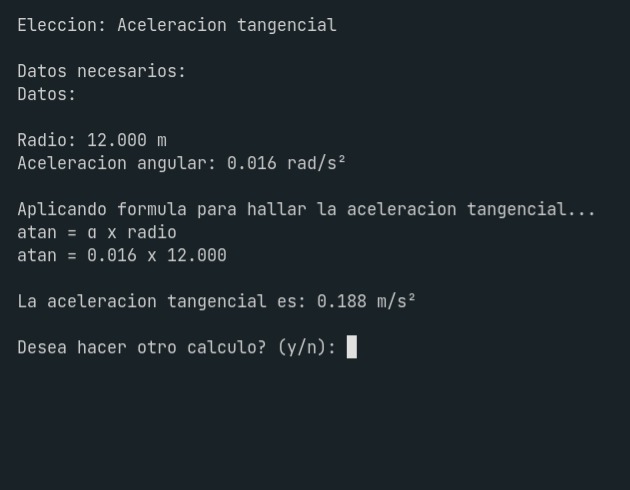 Eleccion: Aceleracion tangencial
Datos necesarios:
Datos:
Radio: 12.000 m
Aceleracion angular: 0.016 rad/s²
Aplicando formula para hallar la aceleracion tangencial...
atan = α x radio
atan = 0.016 x 12.000
La aceleracion tangencial es: 0.188 m/s²
Desea hacer otro calculo? (y/n):